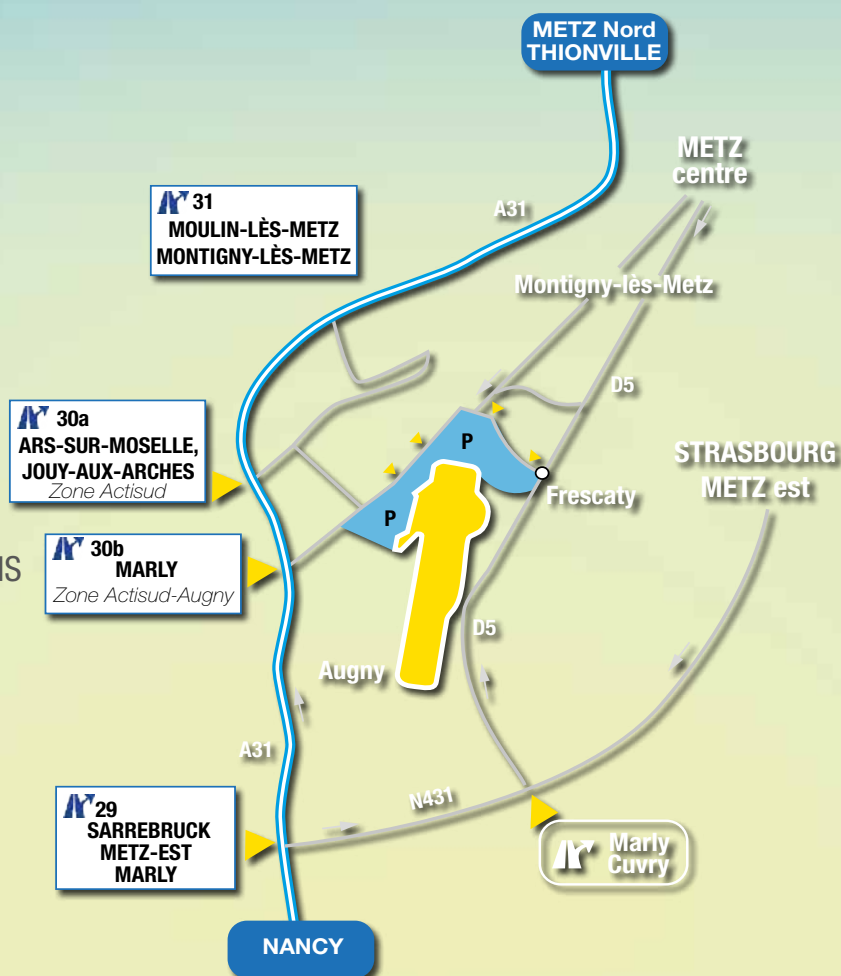 METZ Nord
THIONVILLE
METZ
centre
31
MOULIN-LÈS-METZ
MONTIGNY-LÈS-METZ
A31
Montigny-lès-Metz
D5
30a
ARS-SUR-MOSELLE,
JOUY-AUX-ARCHES
Zone Actisud
P
STRASBOURG
METZ est
Frescaty
P
30b
MARLY
Zone Actisud-Augny
D5
Augny
A31
N431
29
SARREBRUCK
METZ-EST
MARLY
Marly
Cuvry
NANCY